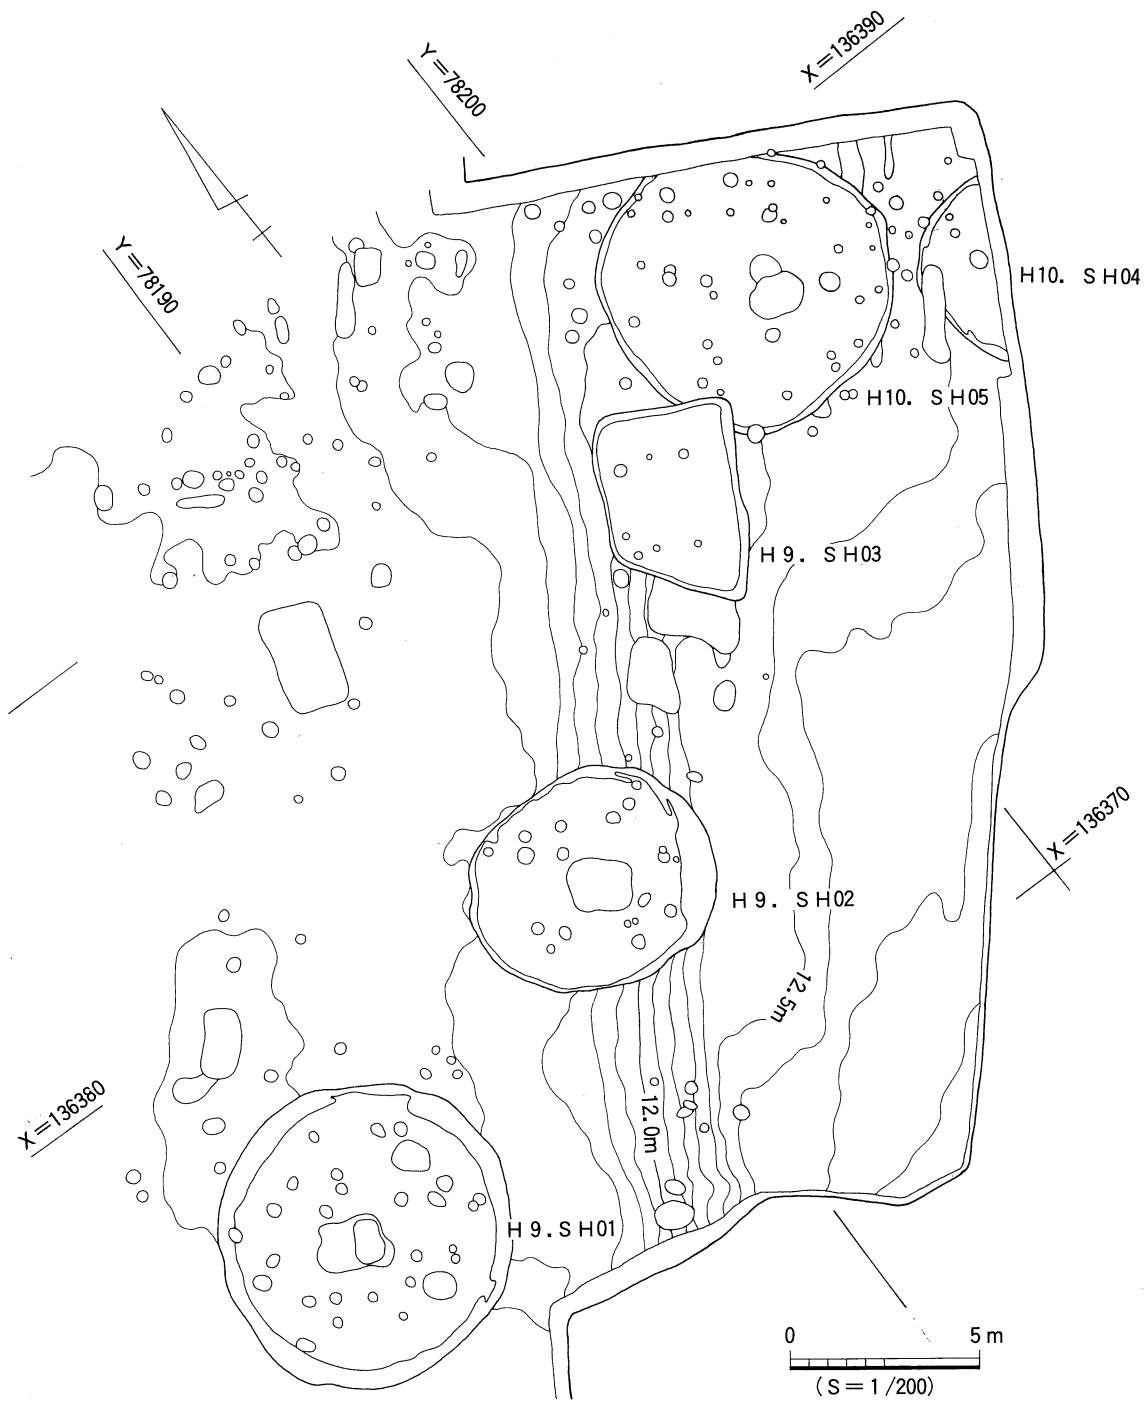 X=136390
Y=78200
Y=78190
H10. SH04
H10. SH05
H9. SH03
X=136370
H9. SH02
12.5m
X=136380
12.0m
H9.SH01
0 5m
(S=1/200)